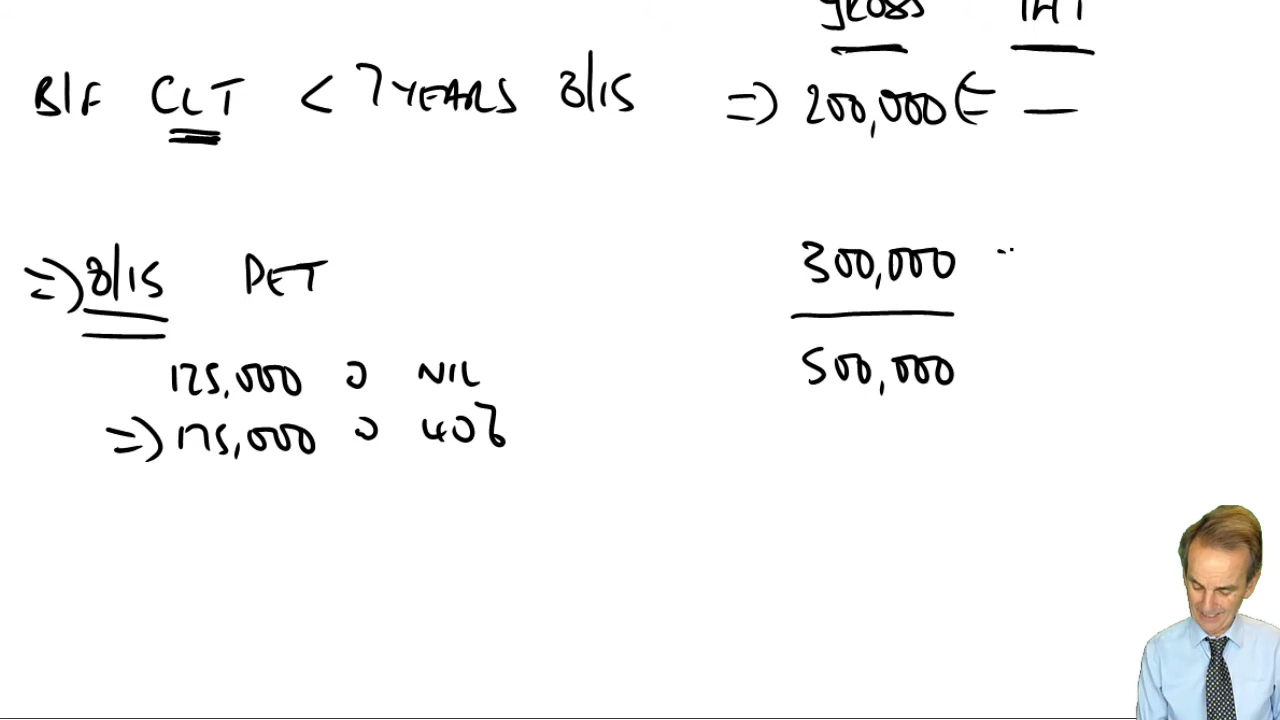 GROSS IHT
B/F CLT < 7 YEARS 8/15 => 200,000 (= —
=> 8/15 PET 300,000
125,000 @ NIL 500,000
=> 175,000 @ 40%